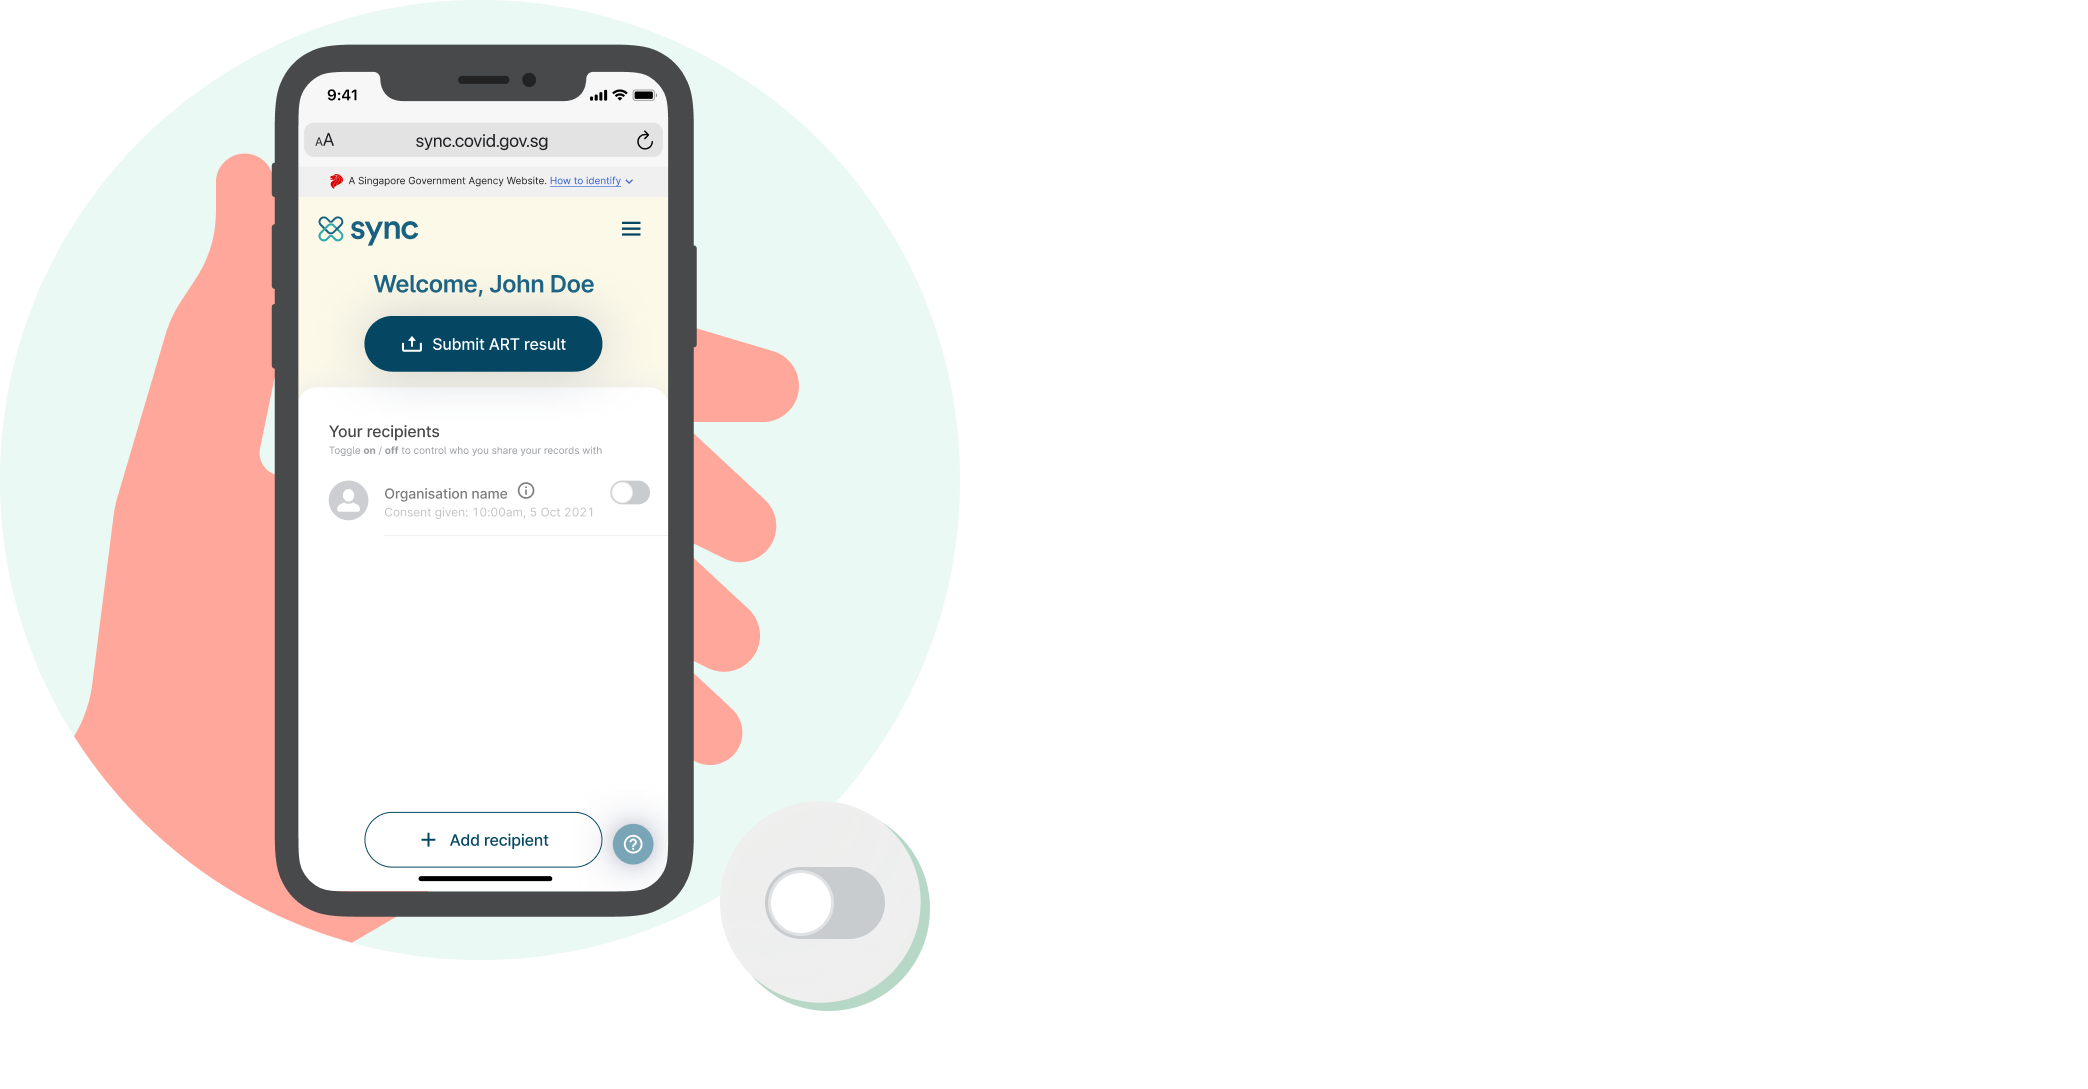 9:41
AA sync.covid.gov.sg
A Singapore Government Agency Website. How to identify
sync
Welcome, John Doe
Submit ART result
Your recipients
Toggle on / off to control who you share your records with
Organisation name
Consent given: 10:00am, 5 Oct 2021
+ Add recipient